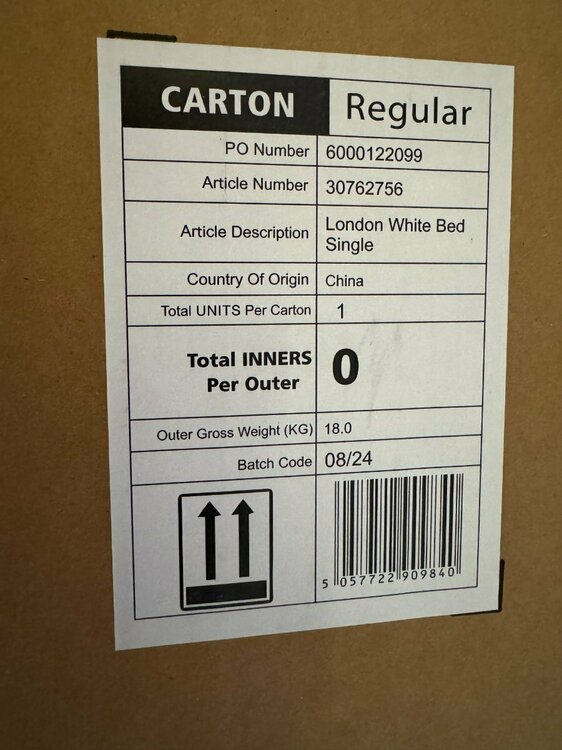 CARTON Regular
PO Number 6000122099
Article Number 30762756
Article Description London White Bed
Single
Country Of Origin China
Total UNITS Per Carton 1
Total INNERS
Per Outer 0
Outer Gross Weight (KG) 18.0
Batch Code 08/24
5 057722 909840